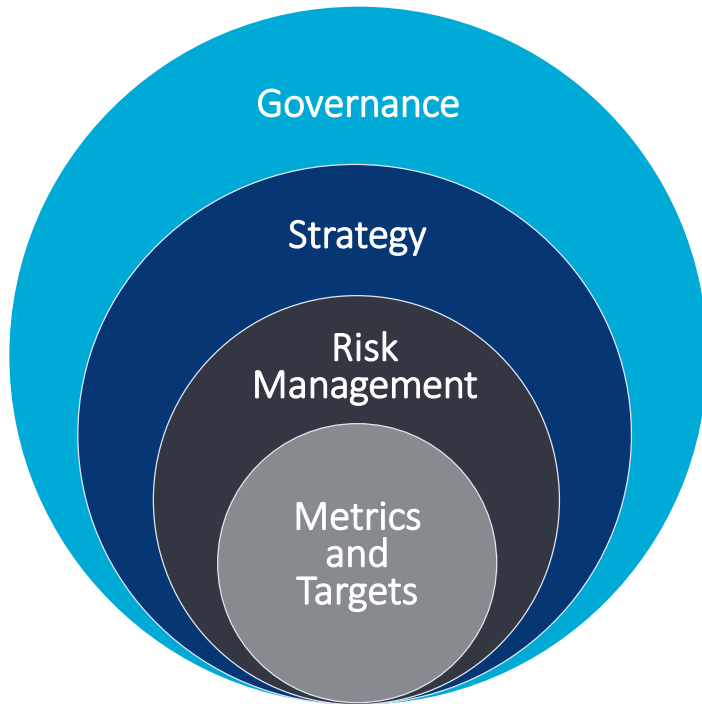 Governance
Strategy
Risk
Management
Metrics
and
Targets